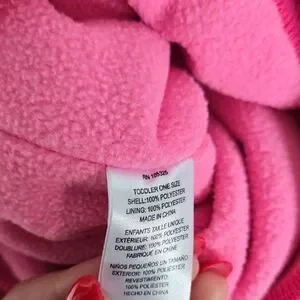 RN 105325
TODDLER ONE SIZE
SHELL:100% POLYESTER
LINING: 100% POLYESTER
MADE IN CHINA
ENFANTS TAILLE UNIQUE
EXTÉRIEUR: 100% POLYESTER
DOUBLURE: 100% POLYESTER
FABRIQUÉ EN CHINE
NIÑOS PEQUEÑOS UN TAMAÑO
EXTERIOR: 100% POLIÉSTER
REVESTIMIENTO:
100% POLIÉSTER
HECHO EN CHINA